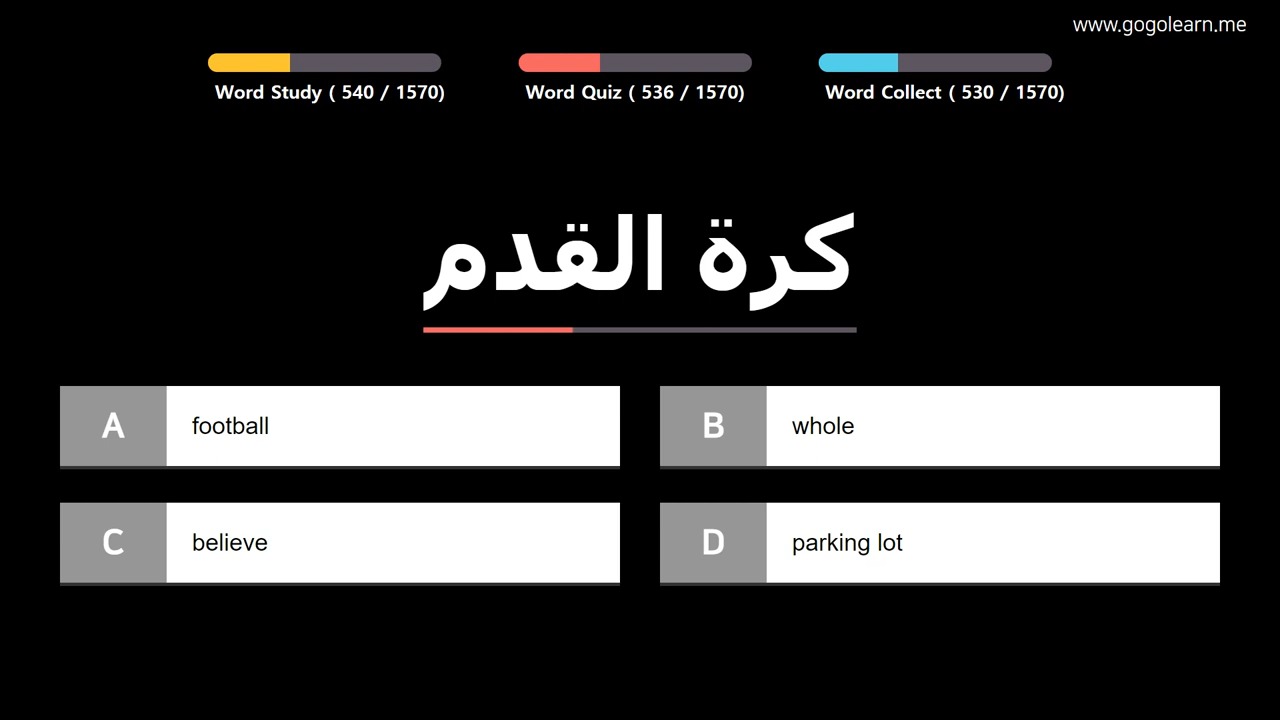 www.gogolearn.me
Word Study ( 540 / 1570)
Word Quiz ( 536 / 1570)
Word Collect ( 530 / 1570)
كرة القدم
A football
B whole
C believe
D parking lot